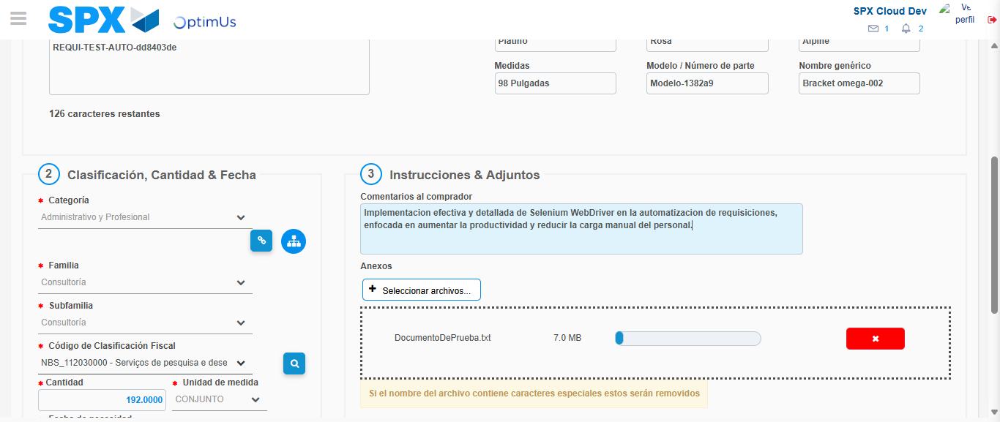 SPX OptimUs
SPX Cloud Dev
Ve
perfil
1
2
REQUI-TEST-AUTO-dd8403de
126 caracteres restantes
Platino
Rosa
Alpine
Medidas
Modelo / Número de parte
Nombre genérico
98 Pulgadas
Modelo-1382a9
Bracket omega-002
2 Clasificación, Cantidad & Fecha
* Categoría
Administrativo y Profesional
* Familia
Consultoría
* Subfamilia
Consultoría
* Código de Clasificación Fiscal
NBS_112030000 - Serviços de pesquisa e dese
* Cantidad
* Unidad de medida
192.0000
CONJUNTO
Fecha de necesidad
3 Instrucciones & Adjuntos
Comentarios al comprador
Implementacion efectiva y detallada de Selenium WebDriver en la automatizacion de requisiciones,
enfocada en aumentar la productividad y reducir la carga manual del personal.
Anexos
+ Seleccionar archivos...
DocumentoDePrueba.txt
7.0 MB
Si el nombre del archivo contiene caracteres especiales estos serán removidos